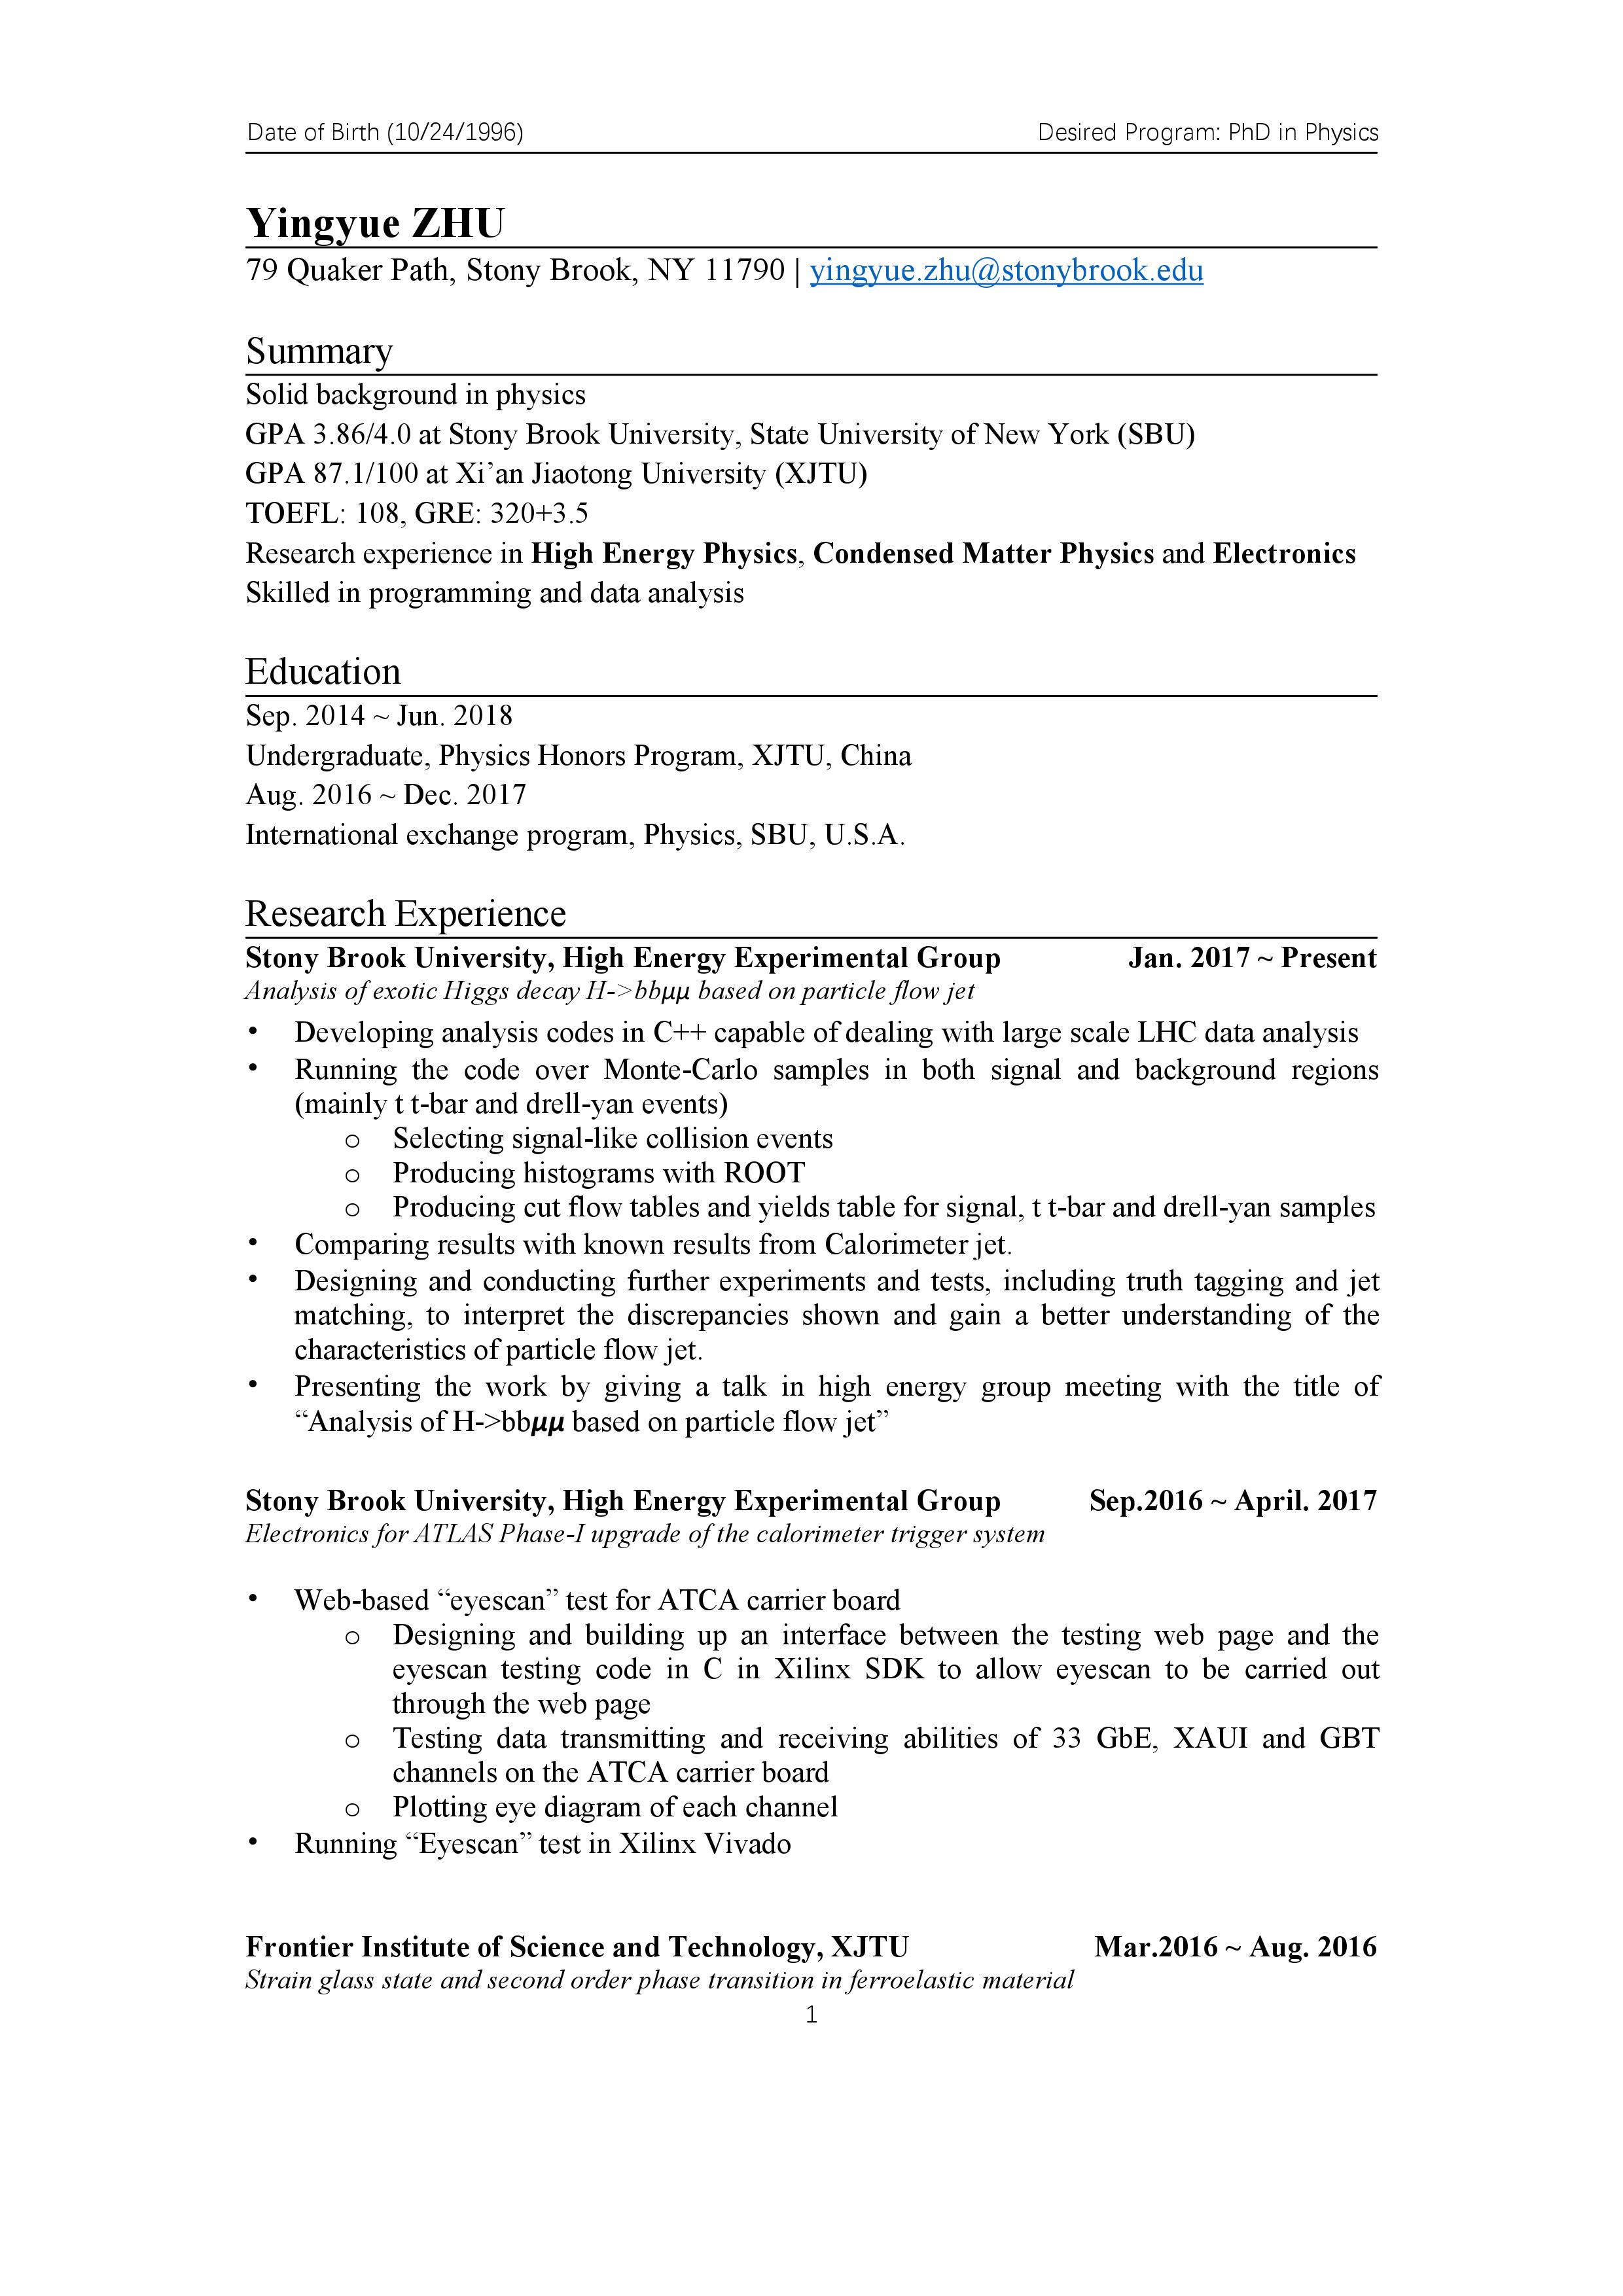 Date of Birth (10/24/1996) Desired Program: PhD in Physics
Yingyue ZHU
79 Quaker Path, Stony Brook, NY 11790 | yingyue.zhu@stonybrook.edu
Summary
Solid background in physics
GPA 3.86/4.0 at Stony Brook University, State University of New York (SBU)
GPA 87.1/100 at Xi’an Jiaotong University (XJTU)
TOEFL: 108, GRE: 320+3.5
Research experience in High Energy Physics, Condensed Matter Physics and Electronics
Skilled in programming and data analysis
Education
Sep. 2014 ~ Jun. 2018
Undergraduate, Physics Honors Program, XJTU, China
Aug. 2016 ~ Dec. 2017
International exchange program, Physics, SBU, U.S.A.
Research Experience
Stony Brook University, High Energy Experimental Group Jan. 2017 ~ Present
Analysis of exotic Higgs decay H->bbμμ based on particle flow jet
• Developing analysis codes in C++ capable of dealing with large scale LHC data analysis
• Running the code over Monte-Carlo samples in both signal and background regions
(mainly t t-bar and drell-yan events)
o Selecting signal-like collision events
o Producing histograms with ROOT
o Producing cut flow tables and yields table for signal, t t-bar and drell-yan samples
• Comparing results with known results from Calorimeter jet.
• Designing and conducting further experiments and tests, including truth tagging and jet
matching, to interpret the discrepancies shown and gain a better understanding of the
characteristics of particle flow jet.
• Presenting the work by giving a talk in high energy group meeting with the title of
“Analysis of H->bbμμ based on particle flow jet”
Stony Brook University, High Energy Experimental Group Sep.2016 ~ April. 2017
Electronics for ATLAS Phase-I upgrade of the calorimeter trigger system
• Web-based “eyescan” test for ATCA carrier board
o Designing and building up an interface between the testing web page and the
eyescan testing code in C in Xilinx SDK to allow eyescan to be carried out
through the web page
o Testing data transmitting and receiving abilities of 33 GbE, XAUI and GBT
channels on the ATCA carrier board
o Plotting eye diagram of each channel
• Running “Eyescan” test in Xilinx Vivado
Frontier Institute of Science and Technology, XJTU Mar.2016 ~ Aug. 2016
Strain glass state and second order phase transition in ferroelastic material
1